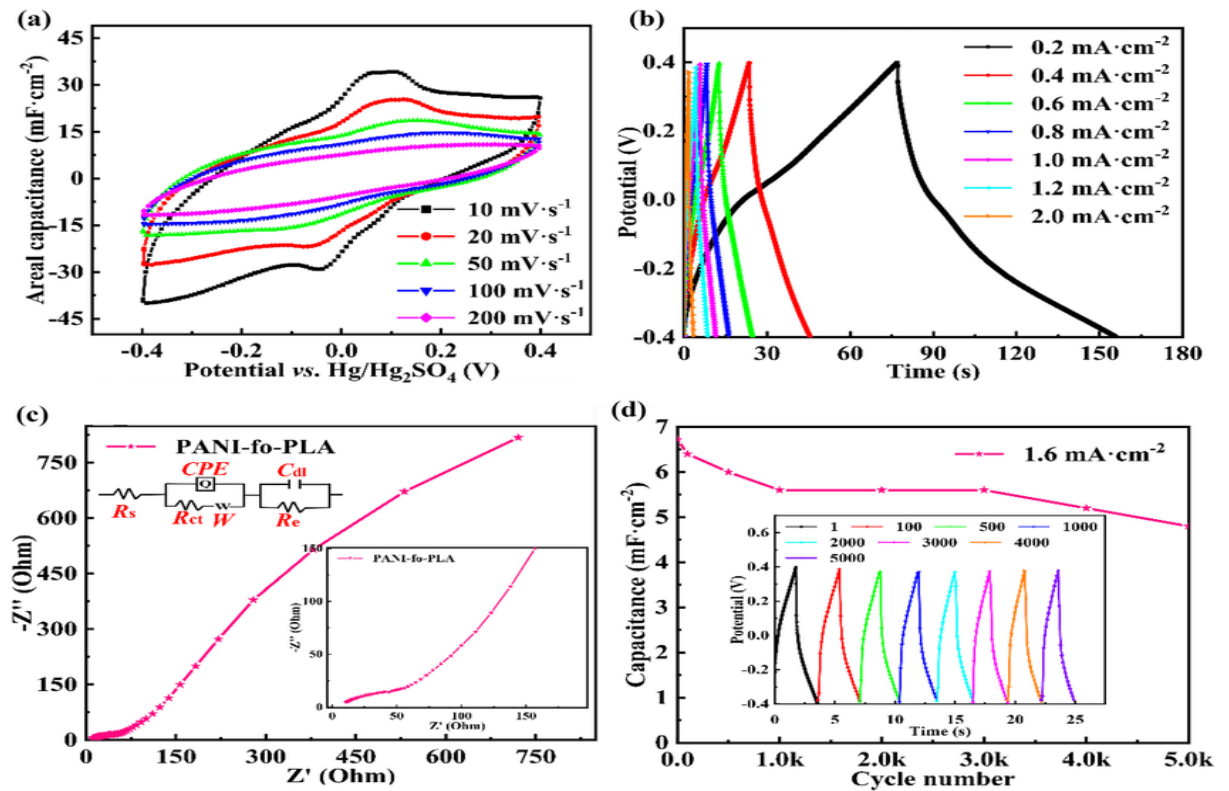 (a)
45
30
15
0
-15
-30
-45
Areal capacitance (mF·cm⁻²)
10 mV·s⁻¹
20 mV·s⁻¹
50 mV·s⁻¹
100 mV·s⁻¹
200 mV·s⁻¹
-0.4 -0.2 0.0 0.2 0.4
Potential vs. Hg/Hg₂SO₄ (V)
(b)
0.4
0.2
0.0
-0.2
-0.4
Potential (V)
0.2 mA·cm⁻²
0.4 mA·cm⁻²
0.6 mA·cm⁻²
0.8 mA·cm⁻²
1.0 mA·cm⁻²
1.2 mA·cm⁻²
2.0 mA·cm⁻²
0 30 60 90 120 150 180
Time (s)
(c)
750
600
450
300
150
0
-Z'' (Ohm)
PANI-fo-PLA
CPE
Q
Cdl
Rs
Rct
W
W
Re
150
100
50
0
-Z'' (Ohm)
PANI-fo-PLA
0 50 100 150
Z' (Ohm)
0 150 300 450 600 750
Z' (Ohm)
(d)
7
6
5
4
3
2
1
0
Capacitance (mF·cm⁻²)
1.6 mA·cm⁻²
0.4
0.2
0.0
-0.2
-0.4
Potential (V)
1 100 500 1000
2000 3000 4000
5000
0 5 10 15 20 25
Time (s)
0.0 1.0k 2.0k 3.0k 4.0k 5.0k
Cycle number